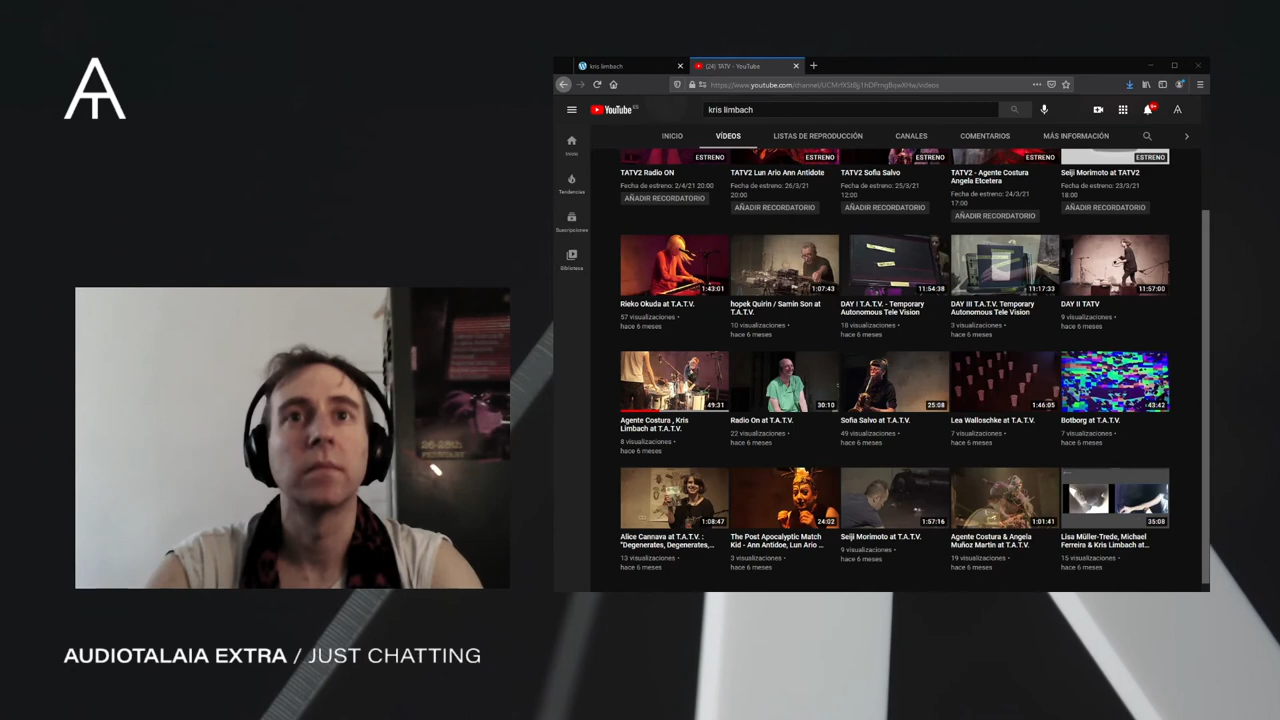 AT
kris limbach
(24) TATV - YouTube
YouTube ES
kris limbach
9+
INICIO VÍDEOS LISTAS DE REPRODUCCIÓN CANALES COMENTARIOS MÁS INFORMACIÓN
Inicio
Tendencias
Suscripciones
Biblioteca
ESTRENO ESTRENO ESTRENO ESTRENO ESTRENO
TATV2 Radio ON
Fecha de estreno: 2/4/21 20:00
AÑADIR RECORDATORIO
TATV2 Lun Ario Ann Antidote
Fecha de estreno: 26/3/21
20:00
AÑADIR RECORDATORIO
TATV2 Sofia Salvo
Fecha de estreno: 25/3/21
12:00
AÑADIR RECORDATORIO
TATV2 - Agente Costura
Angela Etcetera
Fecha de estreno: 24/3/21
17:00
AÑADIR RECORDATORIO
Seiji Morimoto at TATV2
Fecha de estreno: 23/3/21
18:00
AÑADIR RECORDATORIO
1:43:01
Rieko Okuda at T.A.T.V.
57 visualizaciones •
hace 6 meses
1:07:43
hopek Quirin / Samin Son at
T.A.T.V.
10 visualizaciones •
hace 6 meses
11:54:38
DAY I T.A.T.V. - Temporary
Autonomous Tele Vision
18 visualizaciones •
hace 6 meses
11:17:33
DAY III T.A.T.V. Temporary
Autonomous Tele Vision
3 visualizaciones •
hace 6 meses
11:57:00
DAY II TATV
9 visualizaciones •
hace 6 meses
49:31
Agente Costura , Kris
Limbach at T.A.T.V.
8 visualizaciones •
hace 6 meses
30:10
Radio On at T.A.T.V.
22 visualizaciones •
hace 6 meses
25:08
Sofia Salvo at T.A.T.V.
49 visualizaciones •
hace 6 meses
1:46:05
Lea Walloschke at T.A.T.V.
7 visualizaciones •
hace 6 meses
1:43:42
Botborg at T.A.T.V.
7 visualizaciones •
hace 6 meses
1:08:47
Alice Cannava at T.A.T.V. :
"Degenerates, Degenerates,...
13 visualizaciones •
hace 6 meses
24:02
The Post Apocalyptic Match
Kid - Ann Antidoe, Lun Ario ...
3 visualizaciones •
hace 6 meses
1:57:16
Seiji Morimoto at T.A.T.V.
9 visualizaciones •
hace 6 meses
1:01:41
Agente Costura & Angela
Muñoz Martin at T.A.T.V.
19 visualizaciones •
hace 6 meses
35:08
Lisa Müller-Trede, Michael
Ferreira & Kris Limbach at...
15 visualizaciones •
hace 6 meses
AUDIOTALAIA EXTRA / JUST CHATTING